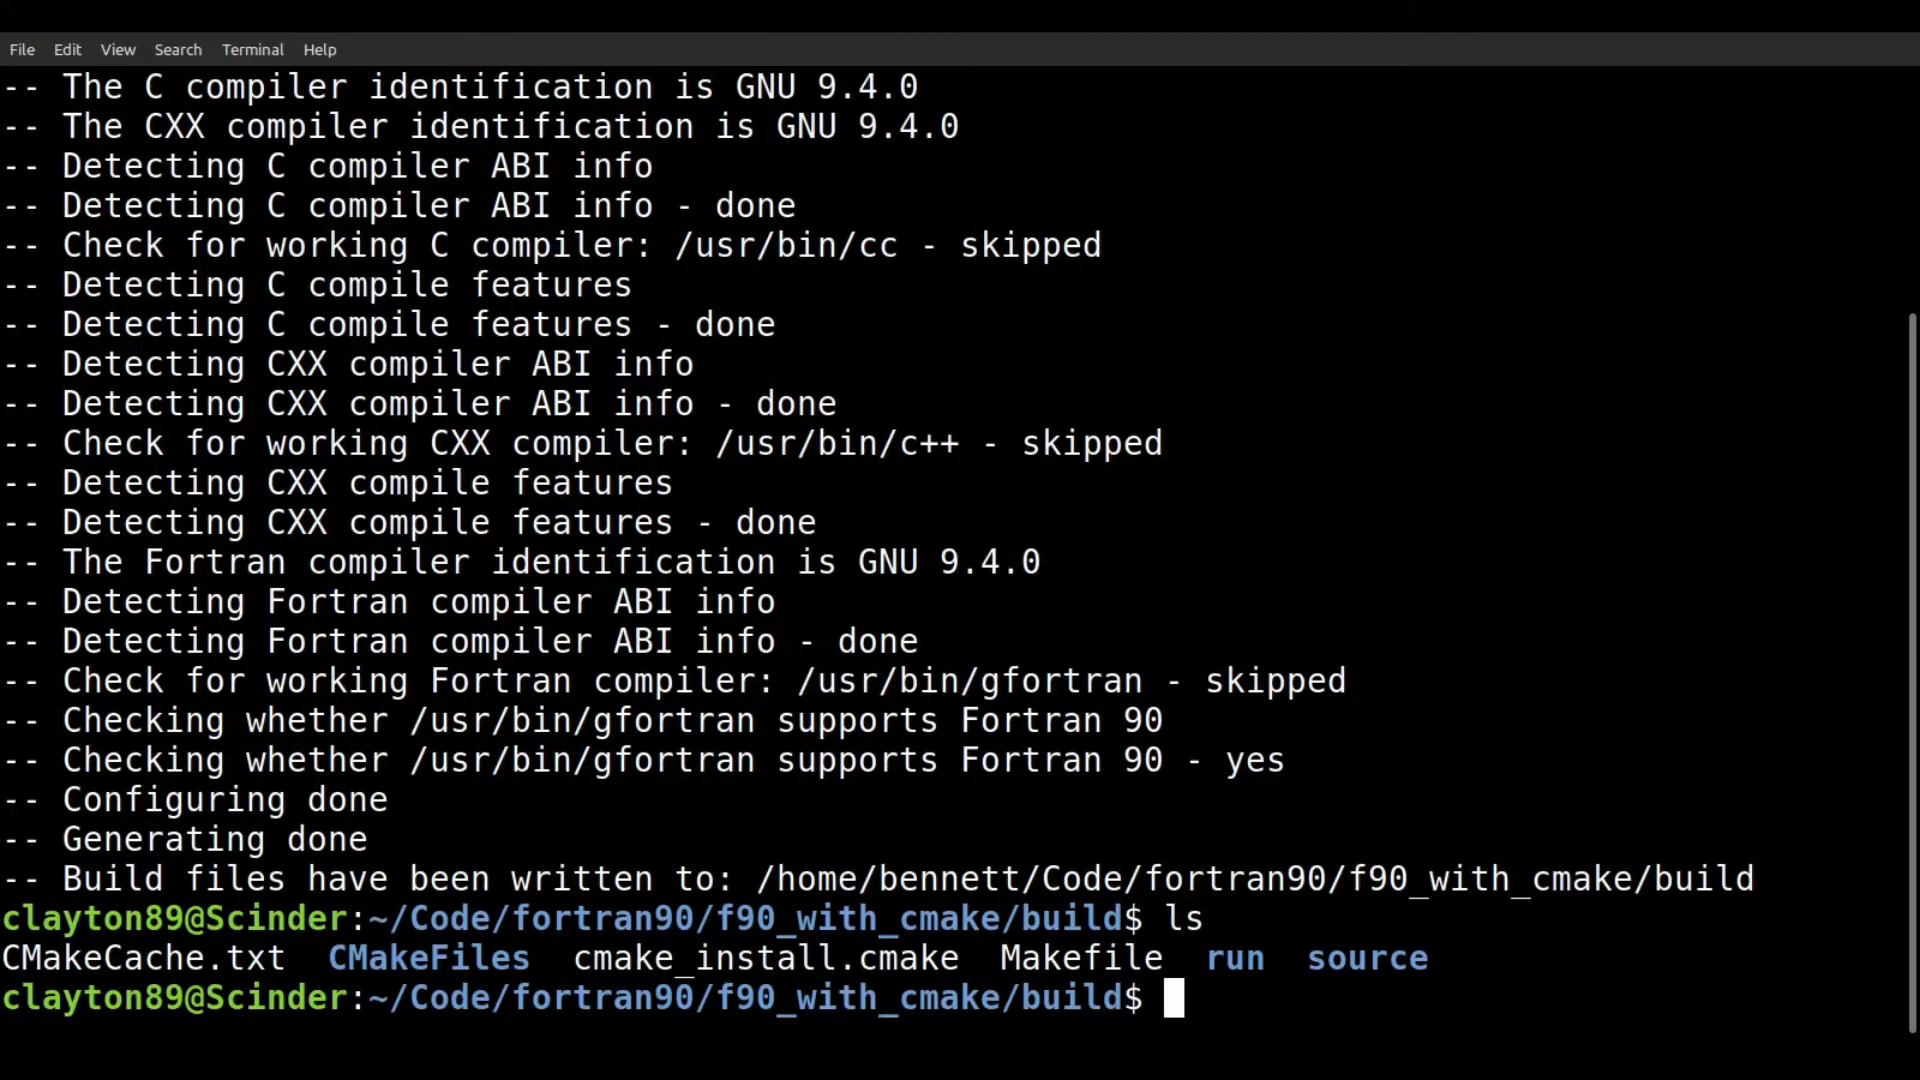 File Edit View Search Terminal Help
-- The C compiler identification is GNU 9.4.0
-- The CXX compiler identification is GNU 9.4.0
-- Detecting C compiler ABI info
-- Detecting C compiler ABI info - done
-- Check for working C compiler: /usr/bin/cc - skipped
-- Detecting C compile features
-- Detecting C compile features - done
-- Detecting CXX compiler ABI info
-- Detecting CXX compiler ABI info - done
-- Check for working CXX compiler: /usr/bin/c++ - skipped
-- Detecting CXX compile features
-- Detecting CXX compile features - done
-- The Fortran compiler identification is GNU 9.4.0
-- Detecting Fortran compiler ABI info
-- Detecting Fortran compiler ABI info - done
-- Check for working Fortran compiler: /usr/bin/gfortran - skipped
-- Checking whether /usr/bin/gfortran supports Fortran 90
-- Checking whether /usr/bin/gfortran supports Fortran 90 - yes
-- Configuring done
-- Generating done
-- Build files have been written to: /home/bennett/Code/fortran90/f90_with_cmake/build
clayton89@Scinder:~/Code/fortran90/f90_with_cmake/build$ ls
CMakeCache.txt CMakeFiles cmake_install.cmake Makefile run source
clayton89@Scinder:~/Code/fortran90/f90_with_cmake/build$